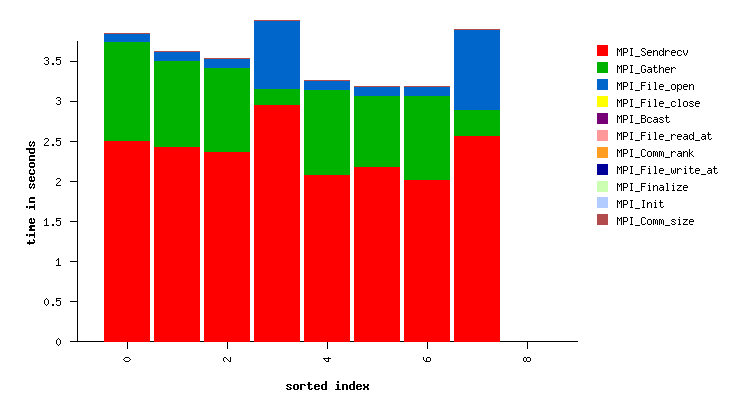 3.5
3
2.5
2
1.5
1
0.5
0
time in seconds
0
2
4
6
8
sorted index
MPI_Sendrecv
MPI_Gather
MPI_File_open
MPI_File_close
MPI_Bcast
MPI_File_read_at
MPI_Comm_rank
MPI_File_write_at
MPI_Finalize
MPI_Init
MPI_Comm_size